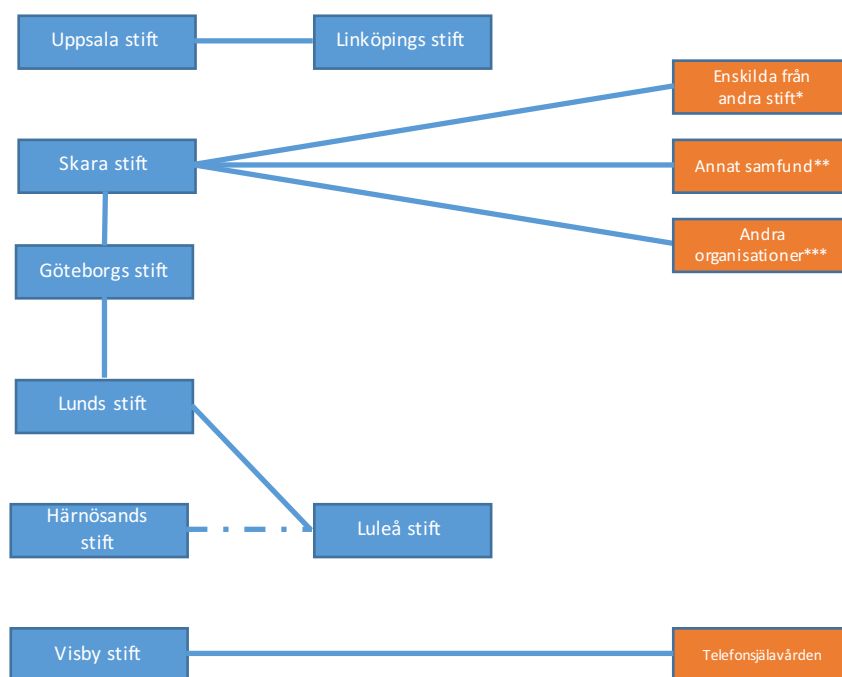 Uppsala stift
Linköpings stift
Enskilda från
andra stift*
Skara stift
Annat samfund**
Andra
organisationer***
Göteborgs stift
Lunds stift
Härnösands
stift
Luleå stift
Visby stift
Telefonsjälavården